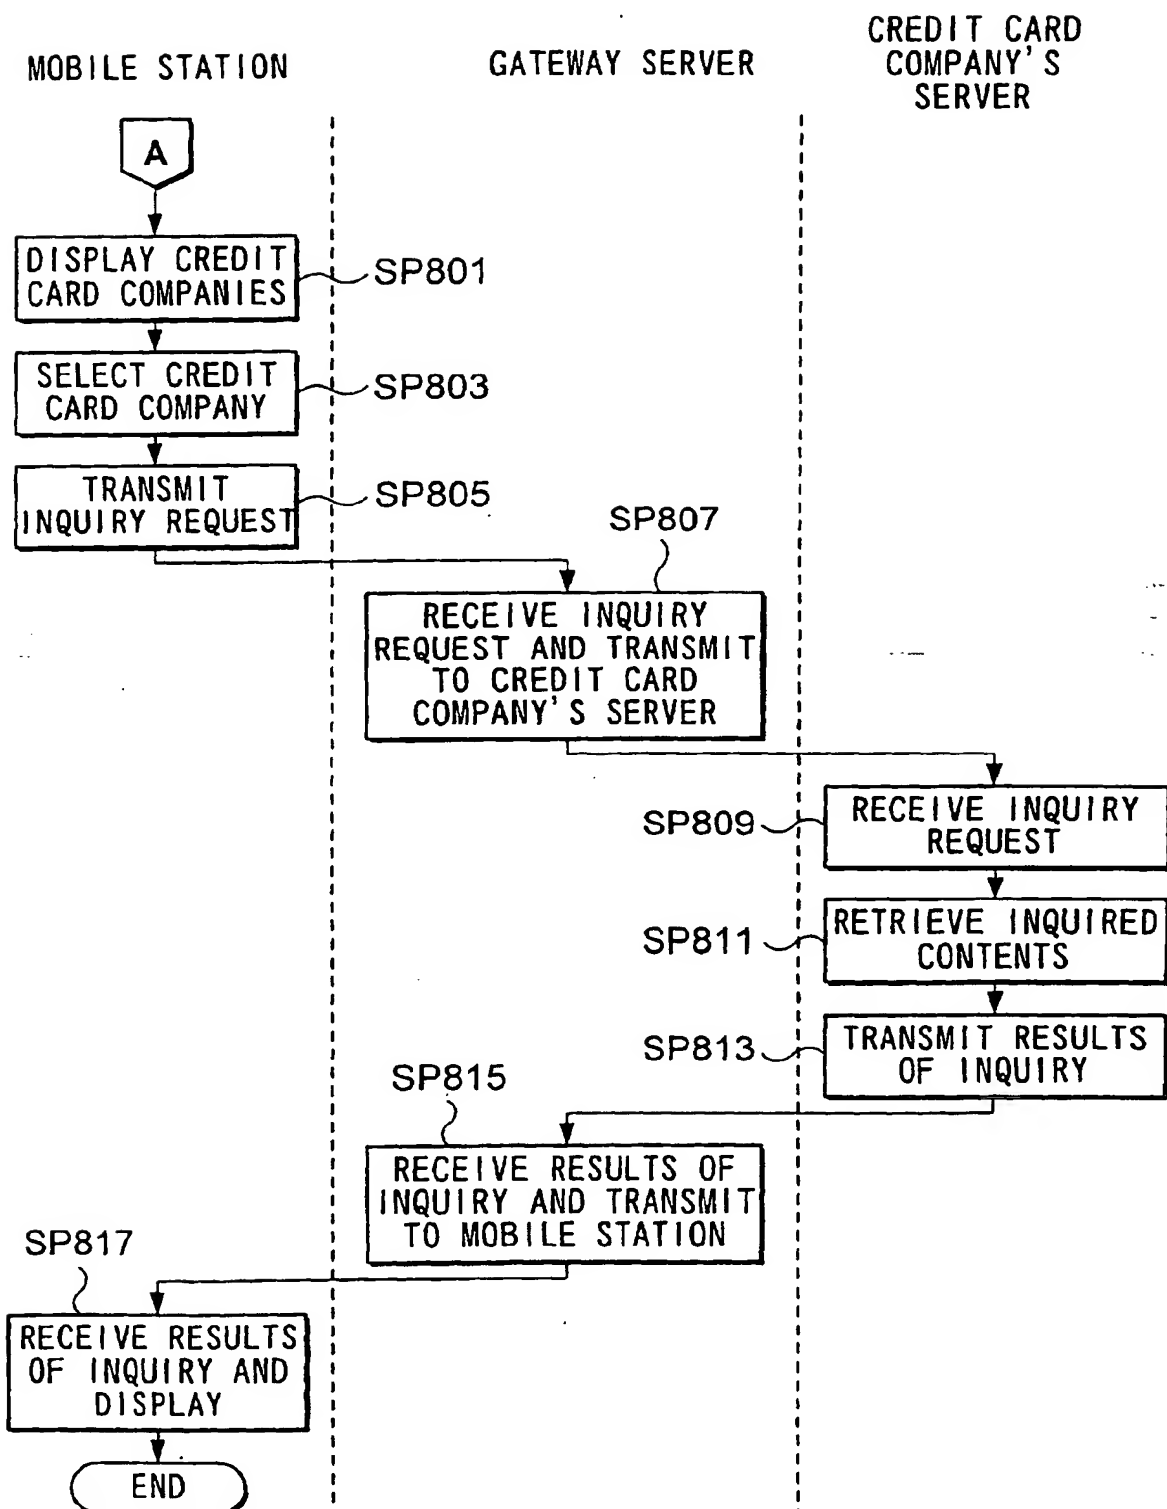 MOBILE STATION
GATEWAY SERVER
CREDIT CARD
COMPANY'S
SERVER
A
DISPLAY CREDIT
CARD COMPANIES
SP801
SELECT CREDIT
CARD COMPANY
SP803
TRANSMIT
INQUIRY REQUEST
SP805
SP807
RECEIVE INQUIRY
REQUEST AND TRANSMIT
TO CREDIT CARD
COMPANY'S SERVER
SP809
RECEIVE INQUIRY
REQUEST
SP811
RETRIEVE INQUIRED
CONTENTS
SP813
TRANSMIT RESULTS
OF INQUIRY
SP815
RECEIVE RESULTS OF
INQUIRY AND TRANSMIT
TO MOBILE STATION
SP817
RECEIVE RESULTS
OF INQUIRY AND
DISPLAY
END